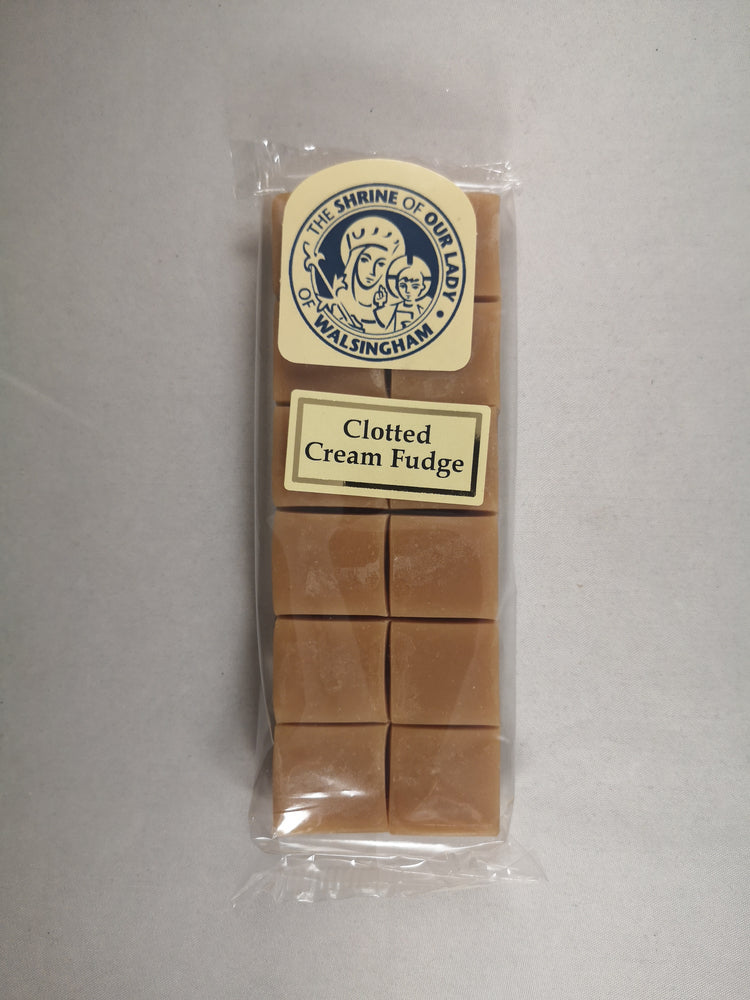 THE SHRINE OF OUR LADY •
OF WALSINGHAM
Clotted
Cream Fudge